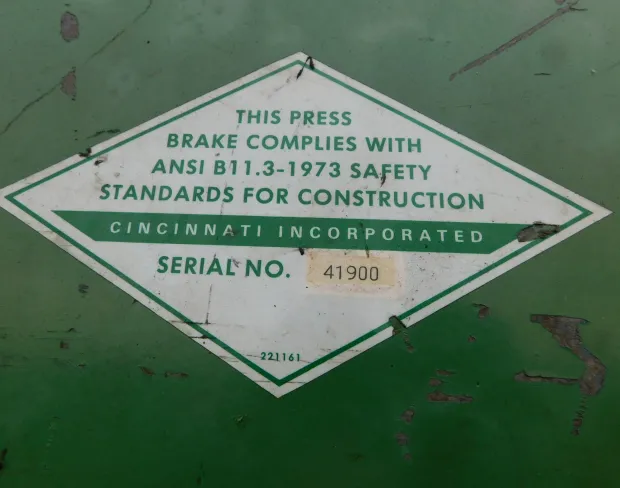 THIS PRESS
BRAKE COMPLIES WITH
ANSI B11.3-1973 SAFETY
STANDARDS FOR CONSTRUCTION
CINCINNATI INCORPORATED
SERIAL NO. 41900
221161